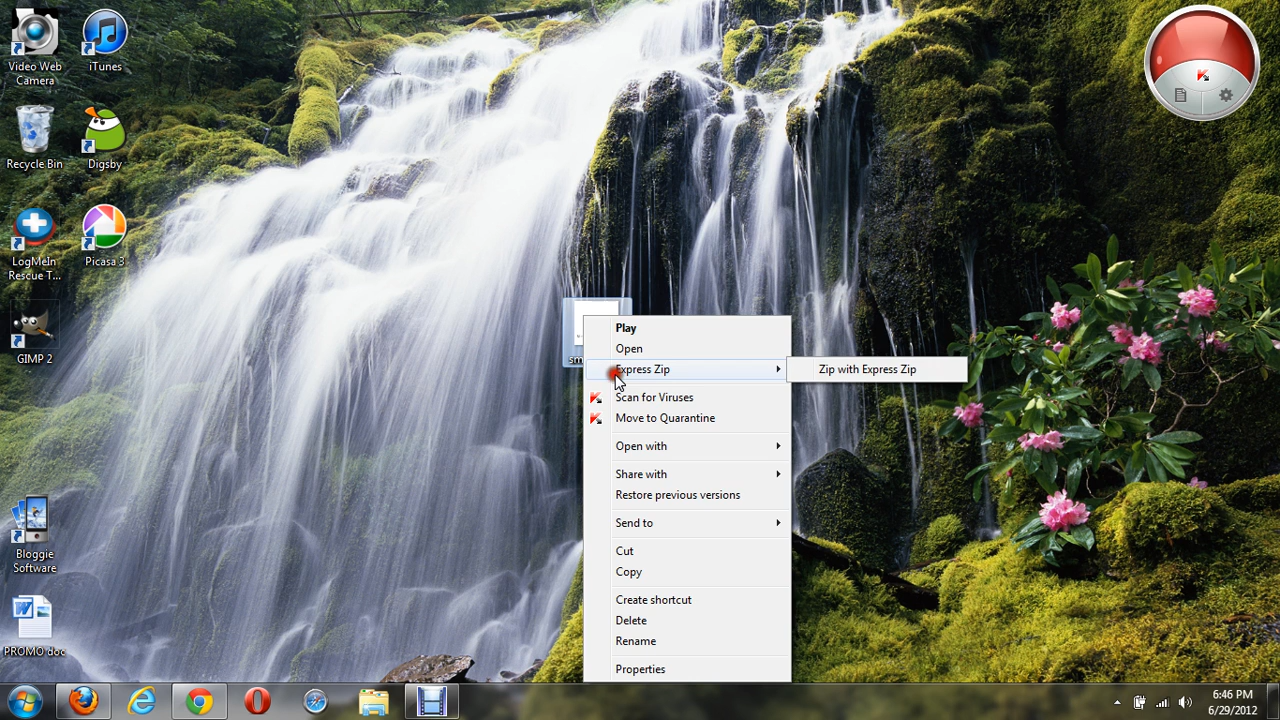 Video Web
Camera
iTunes
Recycle Bin
Digsby
LogMeIn
Rescue T...
Picasa 3
GIMP 2
Bloggie
Software
PROMO doc
sm
Play
Open
Express Zip
Zip with Express Zip
Scan for Viruses
Move to Quarantine
Open with
Share with
Restore previous versions
Send to
Cut
Copy
Create shortcut
Delete
Rename
Properties
6:46 PM
6/29/2012